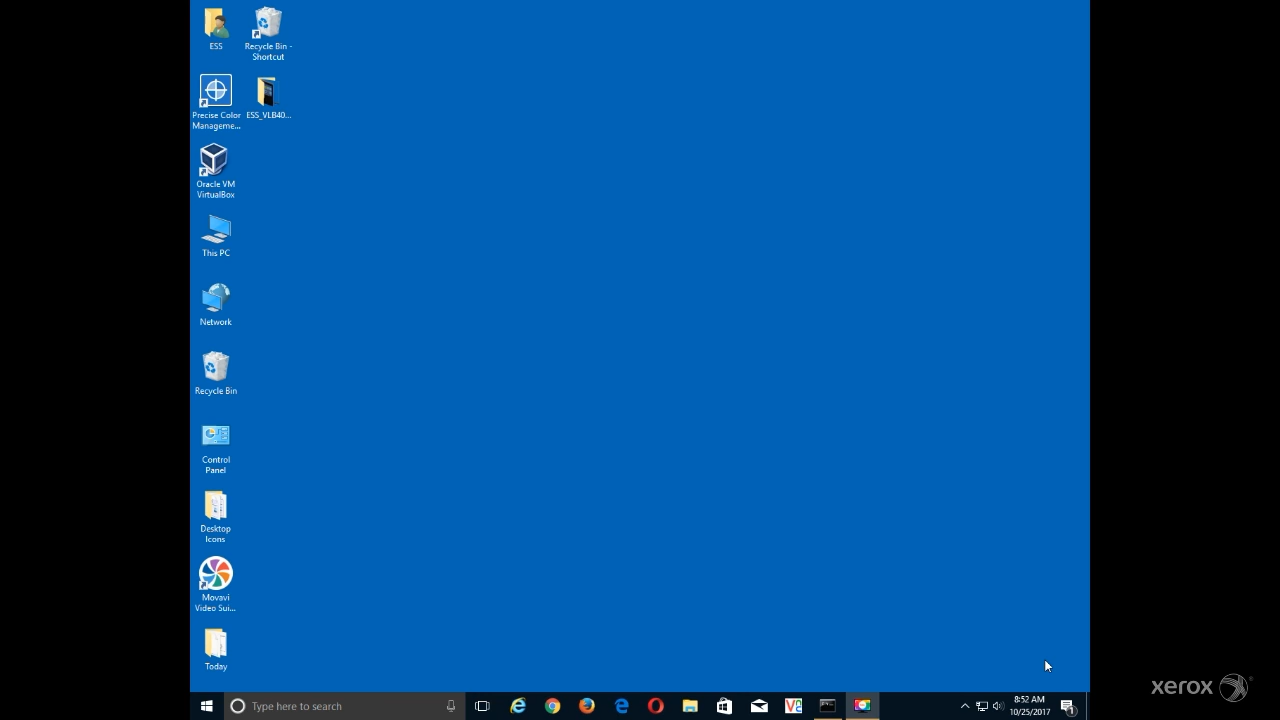 ESS
Recycle Bin -
Shortcut
Precise Color
Manageme...
ESS_VLB40...
Oracle VM
VirtualBox
This PC
Network
Recycle Bin
Control
Panel
Desktop
Icons
Movavi
Video Sui...
Today
Type here to search
8:52 AM
10/25/2017
1
xerox